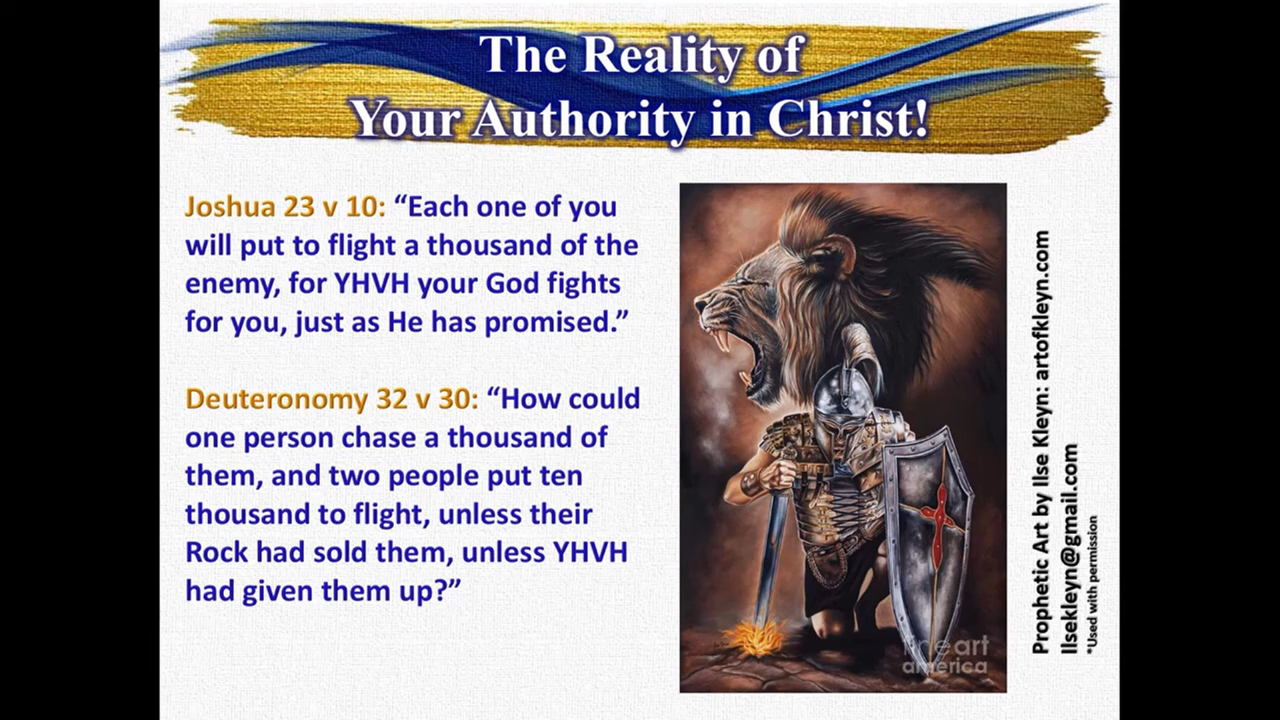 The Reality of
Your Authority in Christ!
Joshua 23 v 10: “Each one of you
will put to flight a thousand of the
enemy, for YHVH your God fights
for you, just as He has promised.”
Deuteronomy 32 v 30: “How could
one person chase a thousand of
them, and two people put ten
thousand to flight, unless their
Rock had sold them, unless YHVH
had given them up?”
fine art
america
Prophetic Art by Ilse Kleyn: artofkleyn.com
Ilsekleyn@gmail.com
*Used with permission